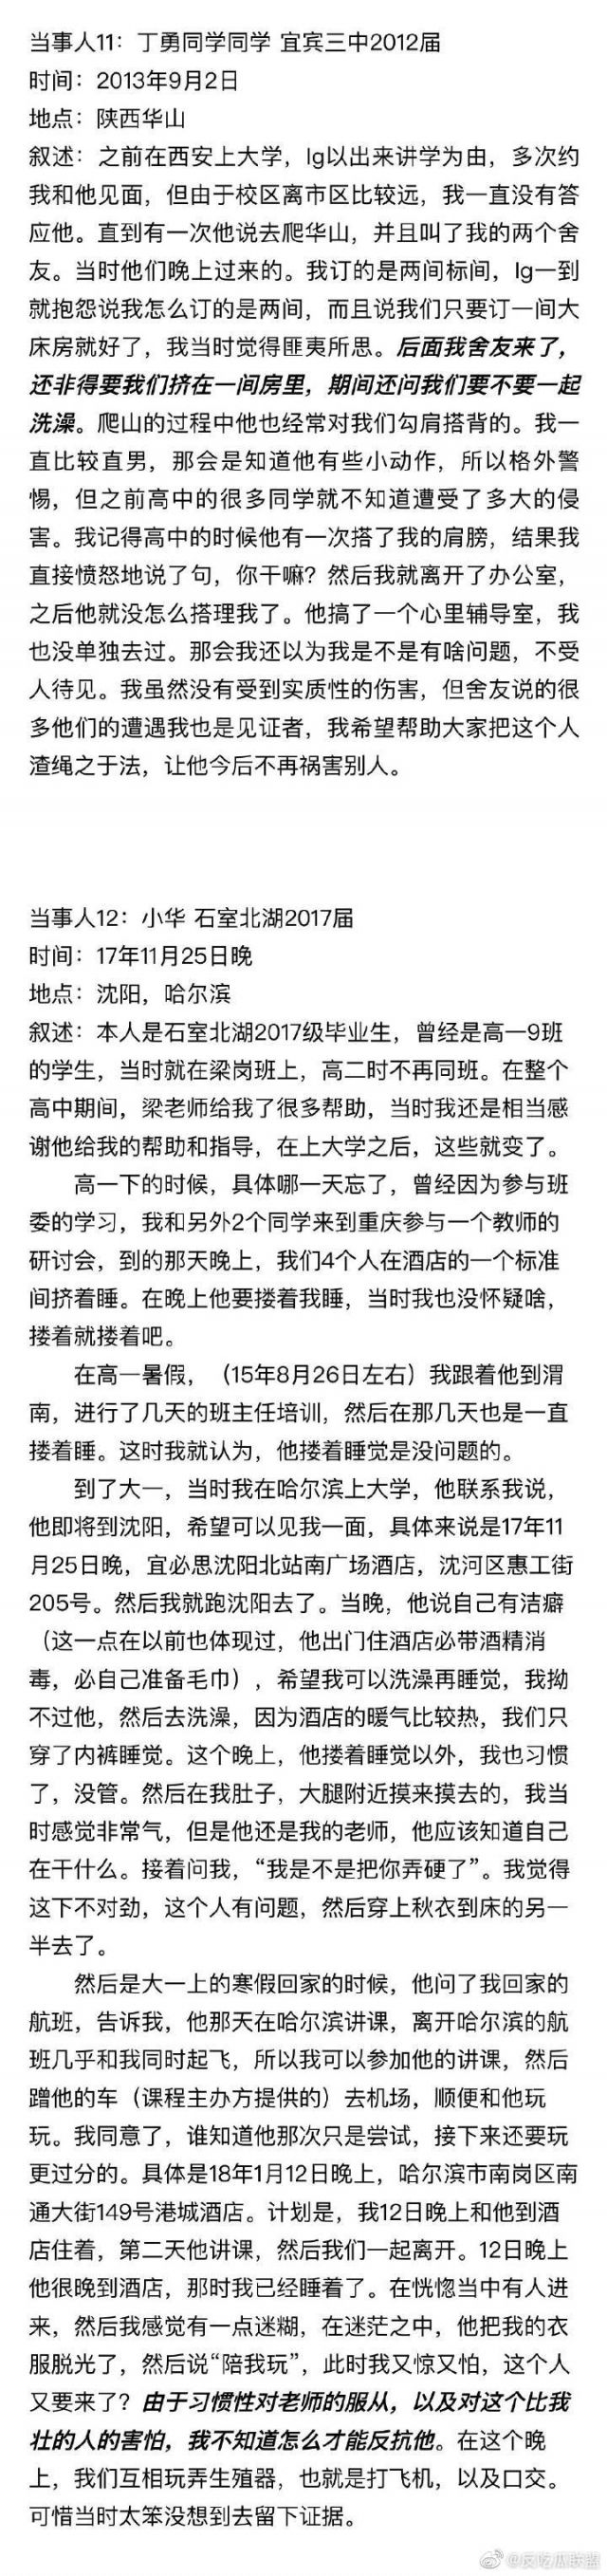 当事人11：丁勇同学同学 宜宾三中2012届
时间：2013年9月2日
地点：陕西华山
叙述：之前在西安上大学，lg以出来讲学为由，多次约
我和他见面，但由于校区离市区比较远，我一直没有答
应他。直到有一次他说去爬华山，并且叫了我的两个舍
友。当时他们晚上过来的。我订的是两间标间，lg一到
就抱怨说我怎么订的是两间，而且说我们只要订一间大
床房就好了，我当时觉得匪夷所思。后面我舍友来了，
还非得要我们挤在一间房里，期间还问我们要不要一起
洗澡。爬山的过程中他也经常对我们勾肩搭背的。我一
直比较直男，那会是知道他有些小动作，所以格外警
惕，但之前高中的很多同学就不知道遭受了多大的侵
害。我记得高中的时候他有一次搭了我的肩膀，结果我
直接愤怒地说了句，你干嘛？然后我就离开了办公室，
之后他就没怎么搭理我了。他搞了一个心里辅导室，我
也没单独去过。那会我还以为我是不是有啥问题，不受
人待见。我虽然没有受到实质性的伤害，但舍友说的很
多他们的遭遇我也是见证者，我希望帮助大家把这个人
渣绳之于法，让他今后不再祸害别人。
当事人12：小华 石室北湖2017届
时间：17年11月25日晚
地点：沈阳，哈尔滨
叙述：本人是石室北湖2017级毕业生，曾经是高一9班
的学生，当时就在梁岗班上，高二时不再同班。在整个
高中期间，梁老师给我了很多帮助，当时我还是相当感
谢他给我的帮助和指导，在上大学之后，这些就变了。
高一下的时候，具体哪一天忘了，曾经因为参与班
委的学习，我和另外2个同学来到重庆参与一个教师的
研讨会，到的那天晚上，我们4个人在酒店的一个标准
间挤着睡。在晚上他要搂着我睡，当时我也没怀疑啥，
搂着就搂着吧。
在高一暑假，（15年8月26日左右）我跟着他到渭
南，进行了几天的班主任培训，然后在那几天也是一直
搂着睡。这时我就认为，他搂着睡觉是没问题的。
到了大一，当时我在哈尔滨上大学，他联系我说，
他即将到沈阳，希望可以见我一面，具体来说是17年11
月25日晚，宜必思沈阳北站南广场酒店，沈河区惠工街
205号。然后我就跑沈阳去了。当晚，他说自己有洁癖
（这一点在以前也体现过，他出门住酒店必带酒精消
毒，必自己准备毛巾），希望我可以洗澡再睡觉，我拗
不过他，然后去洗澡，因为酒店的暖气比较热，我们只
穿了内裤睡觉。这个晚上，他搂着睡觉以外，我也习惯
了，没管。然后在我肚子，大腿附近摸来摸去的，我当
时感觉非常气，但是他还是我的老师，他应该知道自己
在干什么。接着问我，“我是不是把你弄硬了”。我觉得
这下不对劲，这个人有问题，然后穿上秋衣到床的另一
半去了。
然后是大一上的寒假回家的时候，他问了我回家的
航班，告诉我，他那天在哈尔滨讲课，离开哈尔滨的航
班几乎和我同时起飞，所以我可以参加他的讲课，然后
蹭他的车（课程主办方提供的）去机场，顺便和他玩
玩。我同意了，谁知道他那次只是尝试，接下来还要玩
更过分的。具体是18年1月12日晚上，哈尔滨市南岗区南
通大街149号港城酒店。计划是，我12日晚上和他到酒
店住着，第二天他讲课，然后我们一起离开。12日晚上
他很晚到酒店，那时我已经睡着了。在恍惚当中有人进
来，然后我感觉有一点迷糊，在迷茫之中，他把我的衣
服脱光了，然后说“陪我玩”，此时我又惊又怕，这个人
又要来了？由于习惯性对老师的服从，以及对这个比我
壮的人的害怕，我不知道怎么才能反抗他。在这个晚
上，我们互相玩弄生殖器，也就是打飞机，以及口交。
可惜当时太笨没想到去留下证据。
@反吃瓜联盟